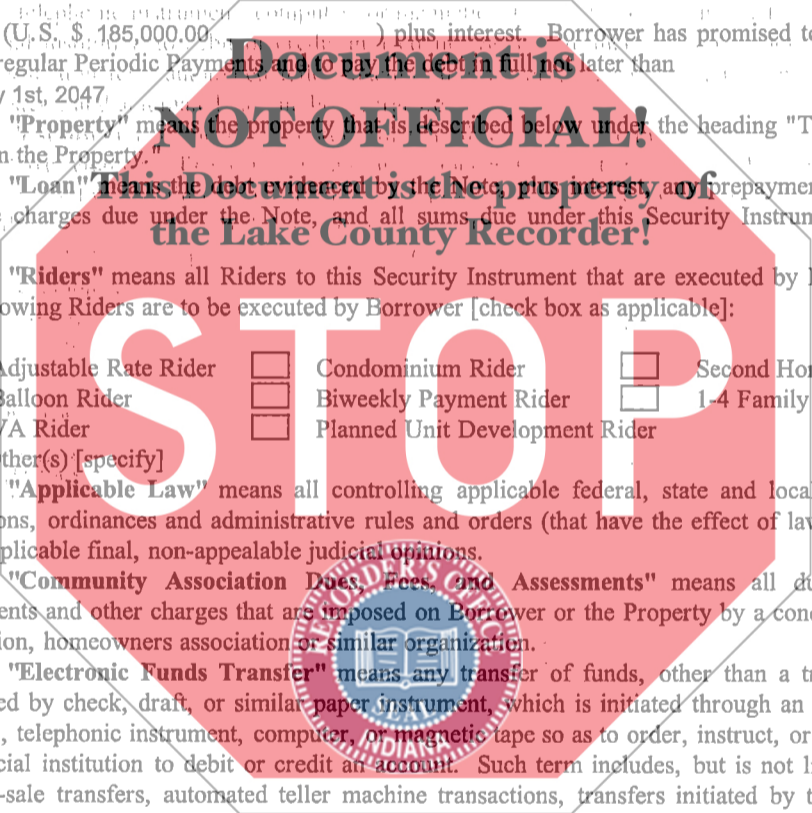 (U.S. $ 185,000.00 ) plus interest. Borrower has promised to
regular Periodic Payments and to pay the debt in full not later than
Document is
y 1st, 2047
NOT OFFICIAL!
"Property" means the property that is described below under the heading "T
n the Property."
This Document is the property of
"Loan" means the debt evidenced by the Note, plus interest, any prepaymen
charges due under the Note, and all sums due under this Security Instrum
the Lake County Recorder!
"Riders" means all Riders to this Security Instrument that are executed by
owing Riders are to be executed by Borrower [check box as applicable]:
STOP
Adjustable Rate Rider Condominium Rider Second Hom
Balloon Rider Biweekly Payment Rider 1-4 Family
VA Rider Planned Unit Development Rider
ther(s) [specify]
"Applicable Law" means all controlling applicable federal, state and local
ons, ordinances and administrative rules and orders (that have the effect of law
plicable final, non-appealable judicial opinions.
"Community Association Dues, Fees, and Assessments" means all du
ents and other charges that are imposed on Borrower or the Property by a cond
ion, homeowners association or similar organization.
"Electronic Funds Transfer" means any transfer of funds, other than a tr
ed by check, draft, or similar paper instrument, which is initiated through an
, telephonic instrument, computer, or magnetic tape so as to order, instruct, or
cial institution to debit or credit an account. Such term includes, but is not li
-sale transfers, automated teller machine transactions, transfers initiated by t
RECORDER'S OFFICE
SEAL
INDIANA